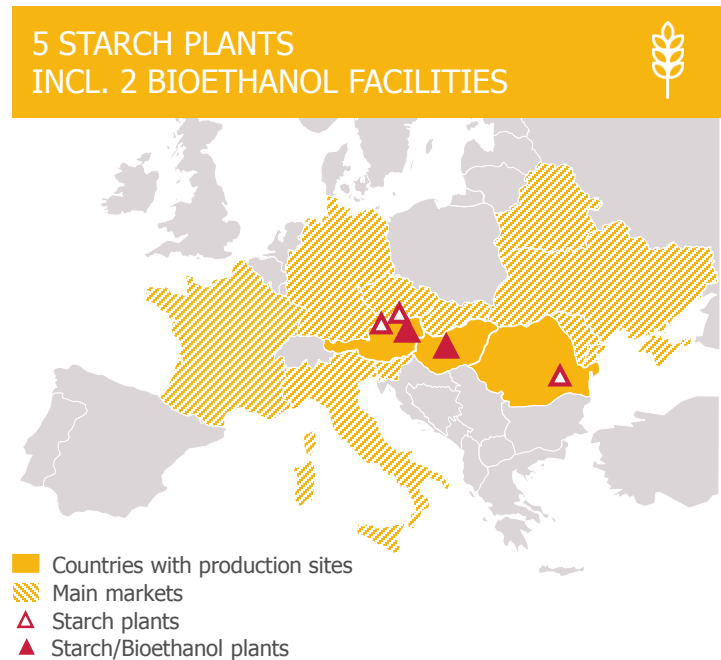 5 STARCH PLANTS
INCL. 2 BIOETHANOL FACILITIES
Countries with production sites
Main markets
Starch plants
Starch/Bioethanol plants